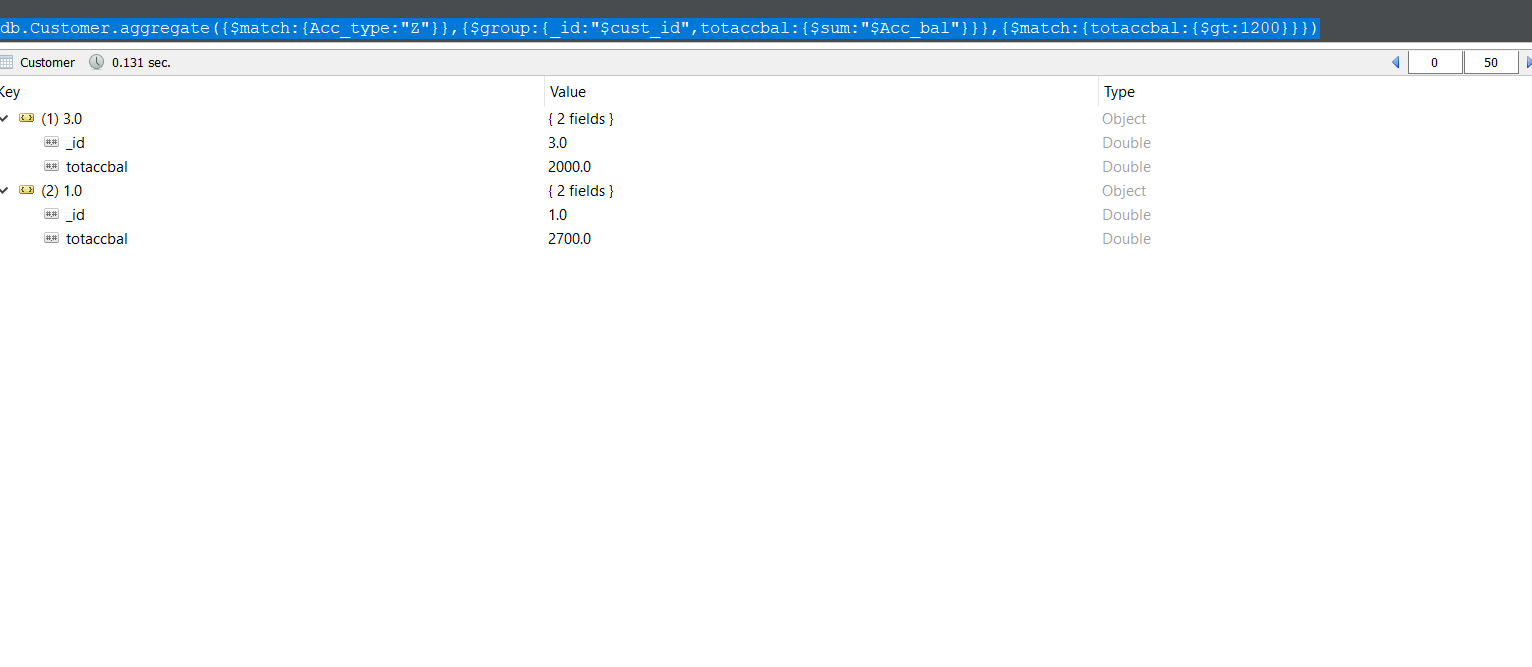 db.Customer.aggregate({$match:{Acc_type:"Z"}},{$group:{_id:"$cust_id",totaccbal:{$sum:"$Acc_bal"}}},{$match:{totaccbal:{$gt:1200}}})
Customer 0.131 sec. 0 50
Key Value Type
(1) 3.0 { 2 fields } Object
_id 3.0 Double
totaccbal 2000.0 Double
(2) 1.0 { 2 fields } Object
_id 1.0 Double
totaccbal 2700.0 Double